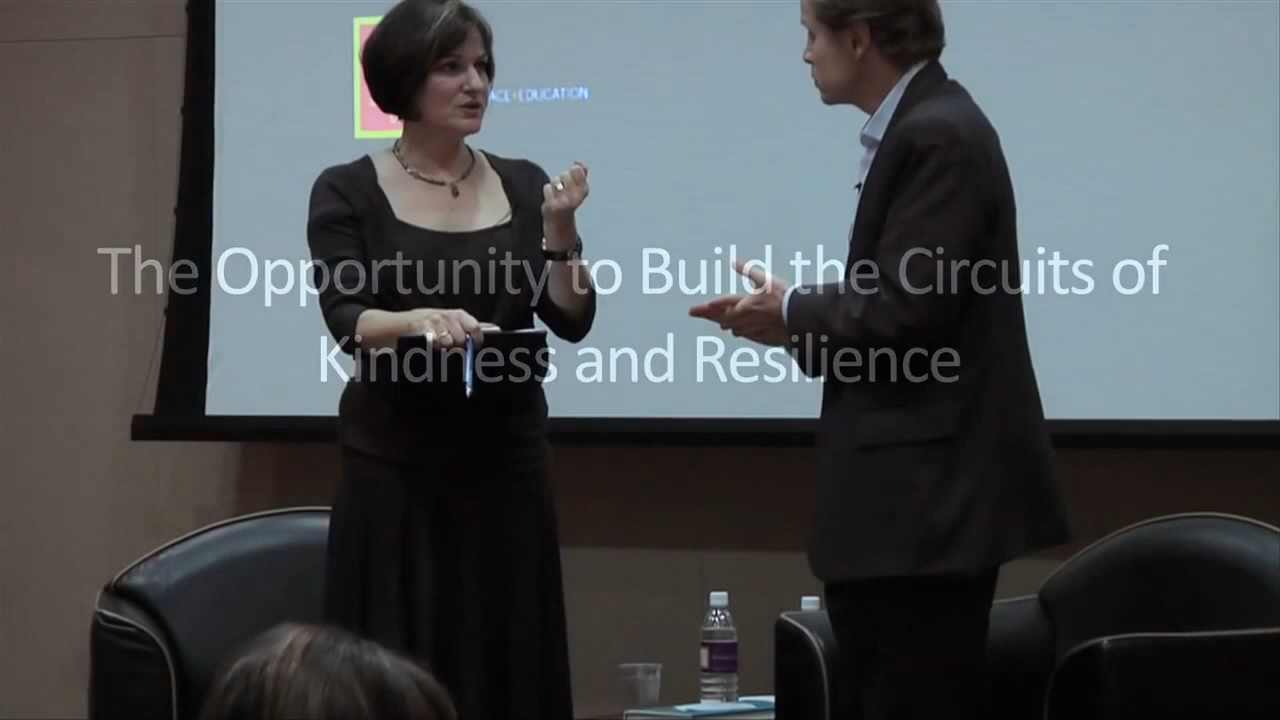 ACE+EDUCATION
The Opportunity to Build the Circuits of
Kindness and Resilience